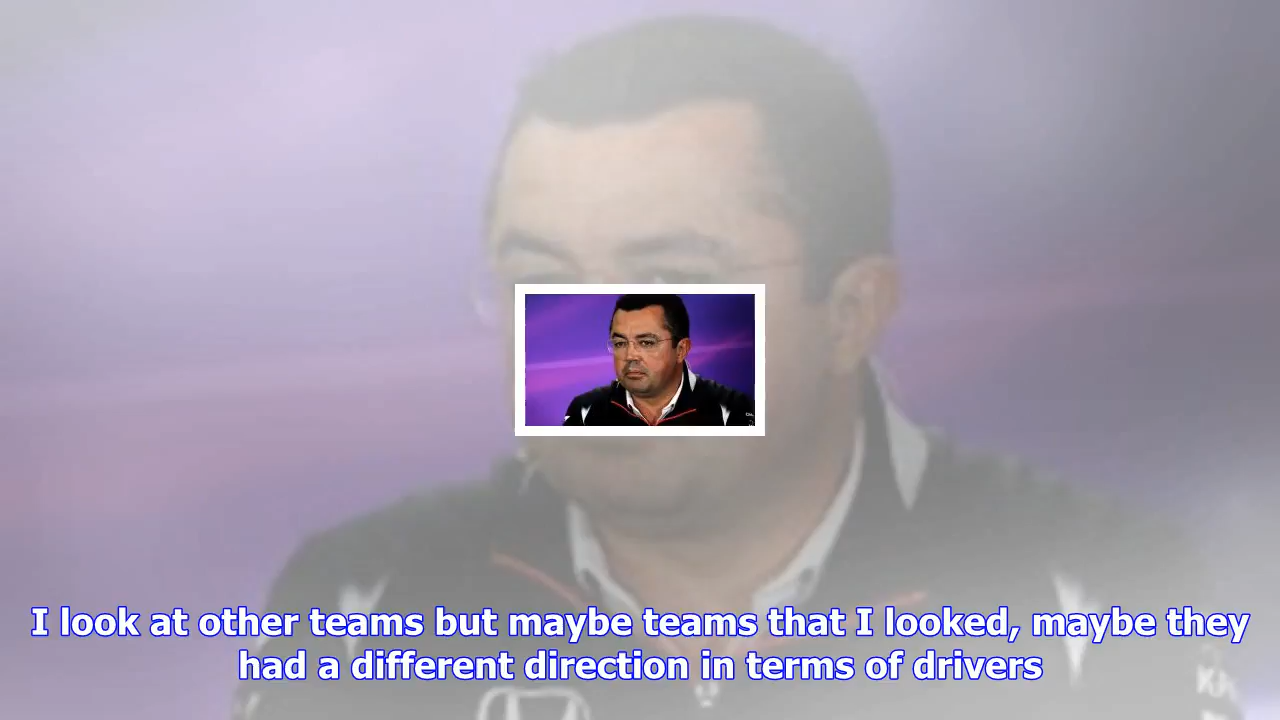 I look at other teams but maybe teams that I looked, maybe they
had a different direction in terms of drivers